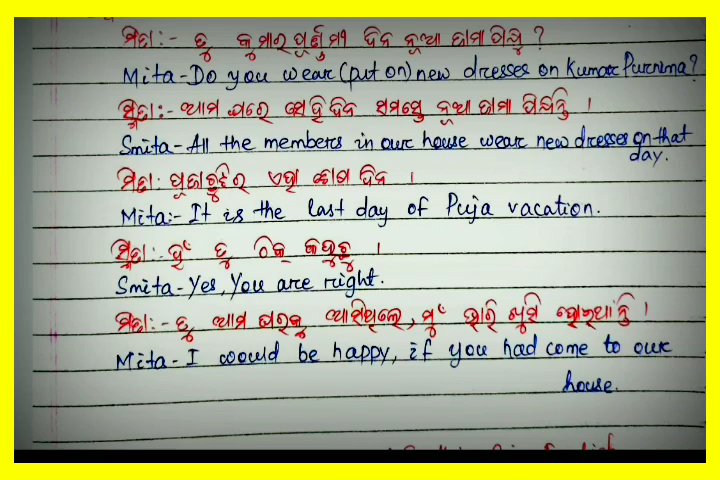 ମିତା:- ତୁ କୁମାର ପୂର୍ଣ୍ଣିମା ଦିନ ନୂଆ ଜାମା ପିନ୍ଧୁ ?
Mita - Do you wear (put on) new dresses on Kumar Purnima?
ସ୍ମିତା:- ଆମ ଘରେ ସେହି ଦିନ ସମସ୍ତେ ନୂଆ ଜାମା ପିନ୍ଧନ୍ତି ।
Smita - All the members in our house wear new dresses on that
day.
ମିତା: ପୂଜାଛୁଟିର ଏହା ଶେଷ ଦିନ ।
Mita:- It is the last day of Puja vacation.
ସ୍ମିତା:- ହଁ ତୁ ଠିକ୍ କହୁଛୁ ।
Smita - Yes, You are right.
ମିତା:- ତୁ ଆମ ଘରକୁ ଆସିଥିଲେ, ମୁଁ ଭାରି ଖୁସି ହୋଇଥାନ୍ତି ।
Mita - I would be happy, if you had come to our
house.